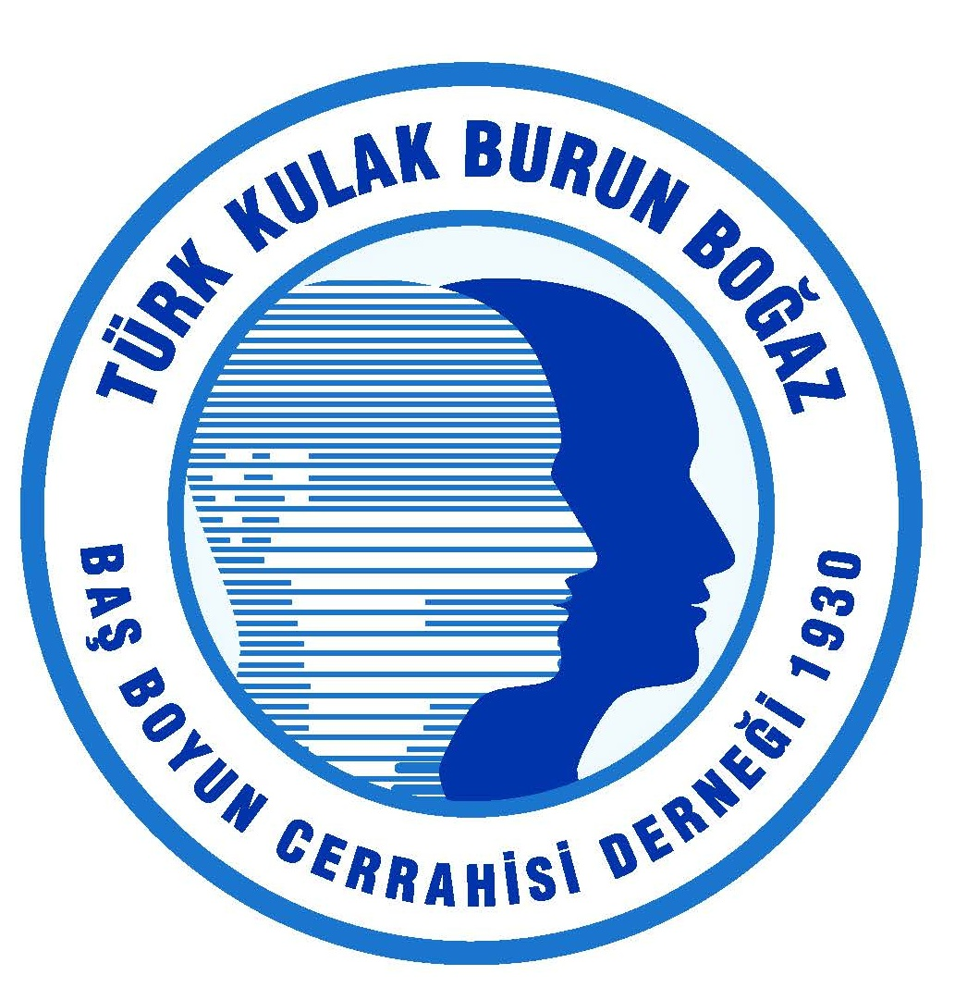 TÜRK KULAK BURUN BOĞAZ
BAŞ BOYUN CERRAHİSİ DERNEĞİ 1930